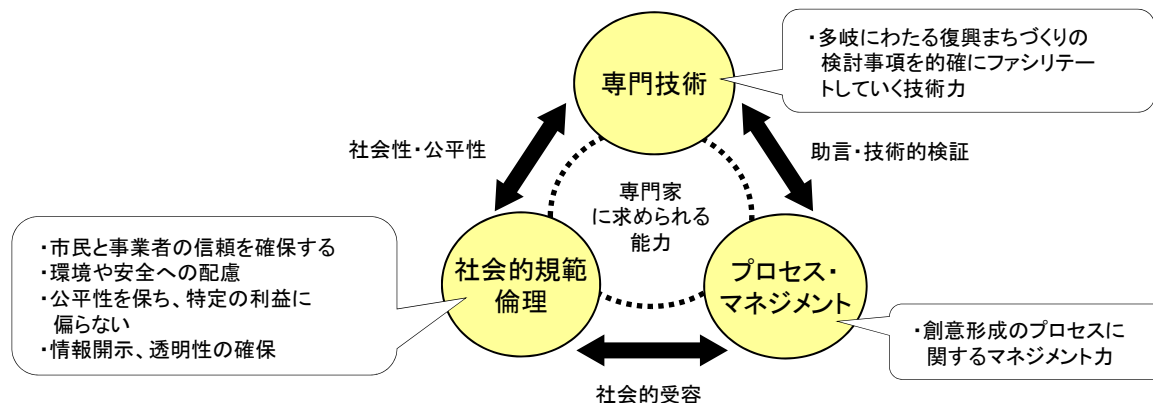 ・多岐にわたる復興まちづくりの
検討事項を的確にファシリテー
トしていく技術力
専門技術
社会性・公平性
助言・技術的検証
専門家
に求められる
能力
・市民と事業者の信頼を確保する
・環境や安全への配慮
・公平性を保ち、特定の利益に
偏らない
・情報開示、透明性の確保
社会的規範
倫理
プロセス・
マネジメント
・創意形成のプロセスに
関するマネジメント力
社会的受容